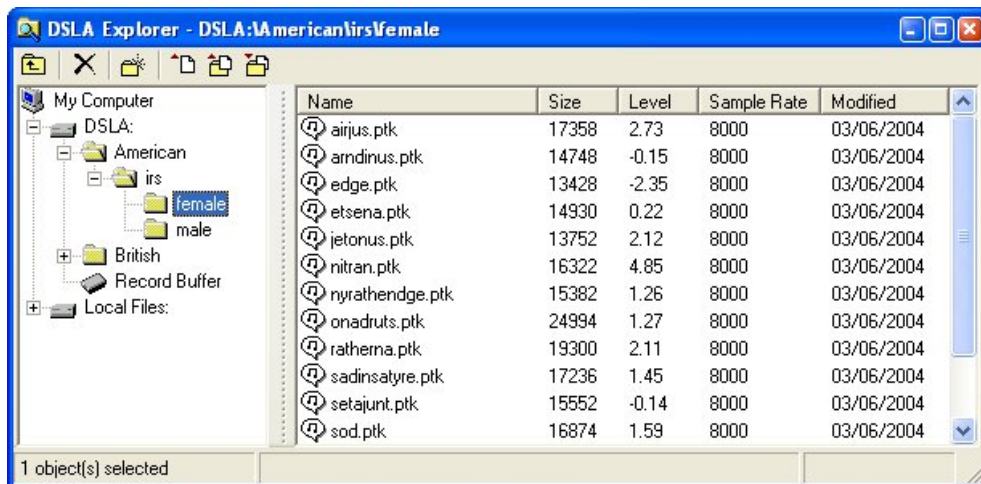 DSLA Explorer - DSLA:\American\irs\female
My Computer
DSLA:
American
irs
female
male
British
Record Buffer
Local Files:
Name Size Level Sample Rate Modified
airjus.ptk 17358 2.73 8000 03/06/2004
arndinus.ptk 14748 -0.15 8000 03/06/2004
edge.ptk 13428 -2.35 8000 03/06/2004
etsena.ptk 14930 0.22 8000 03/06/2004
jetonus.ptk 13752 2.12 8000 03/06/2004
nitran.ptk 16322 4.85 8000 03/06/2004
nyrathendge.ptk 15382 1.26 8000 03/06/2004
onadruts.ptk 24994 1.27 8000 03/06/2004
ratherna.ptk 19300 2.11 8000 03/06/2004
sadinsatyre.ptk 17236 1.45 8000 03/06/2004
setajunt.ptk 15552 -0.14 8000 03/06/2004
sod.ptk 16874 1.59 8000 03/06/2004
1 object(s) selected